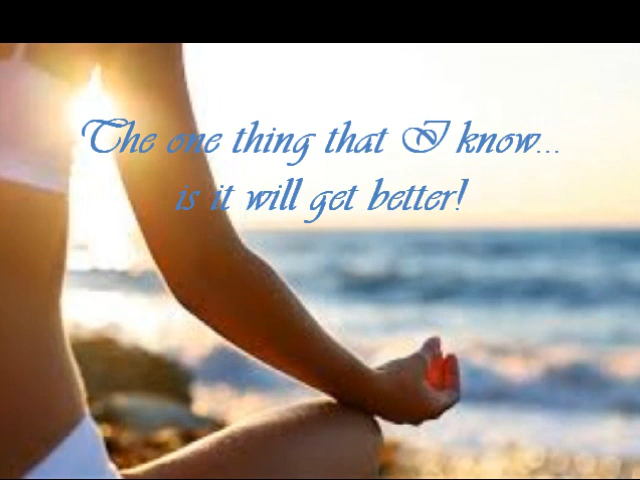 The one thing that I know...
is it will get better!